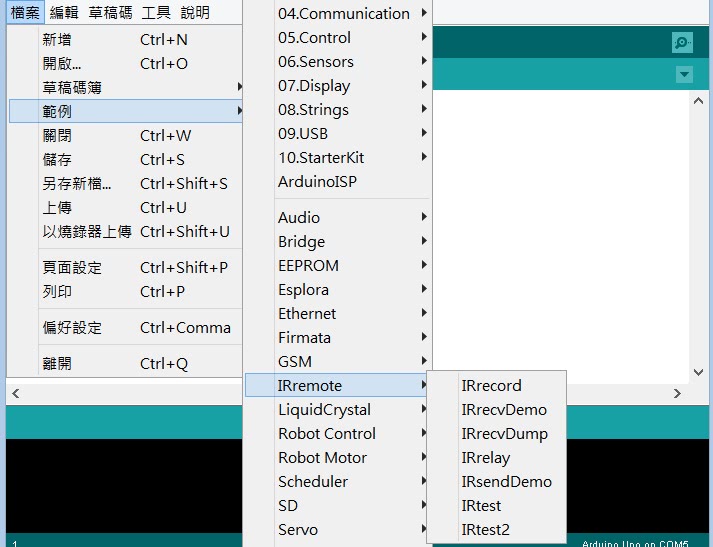 檔案 編輯 草稿碼 工具 說明
新增 Ctrl+N
開啟... Ctrl+O
草稿碼簿
範例
關閉 Ctrl+W
儲存 Ctrl+S
另存新檔... Ctrl+Shift+S
上傳 Ctrl+U
以燒錄器上傳 Ctrl+Shift+U
頁面設定 Ctrl+Shift+P
列印 Ctrl+P
偏好設定 Ctrl+Comma
離開 Ctrl+Q
04.Communication
05.Control
06.Sensors
07.Display
08.Strings
09.USB
10.StarterKit
ArduinoISP
Audio
Bridge
EEPROM
Esplora
Ethernet
Firmata
GSM
IRremote
LiquidCrystal
Robot Control
Robot Motor
Scheduler
SD
Servo
IRrecord
IRrecvDemo
IRrecvDump
IRrelay
IRsendDemo
IRtest
IRtest2
1
Arduino Uno on COM5